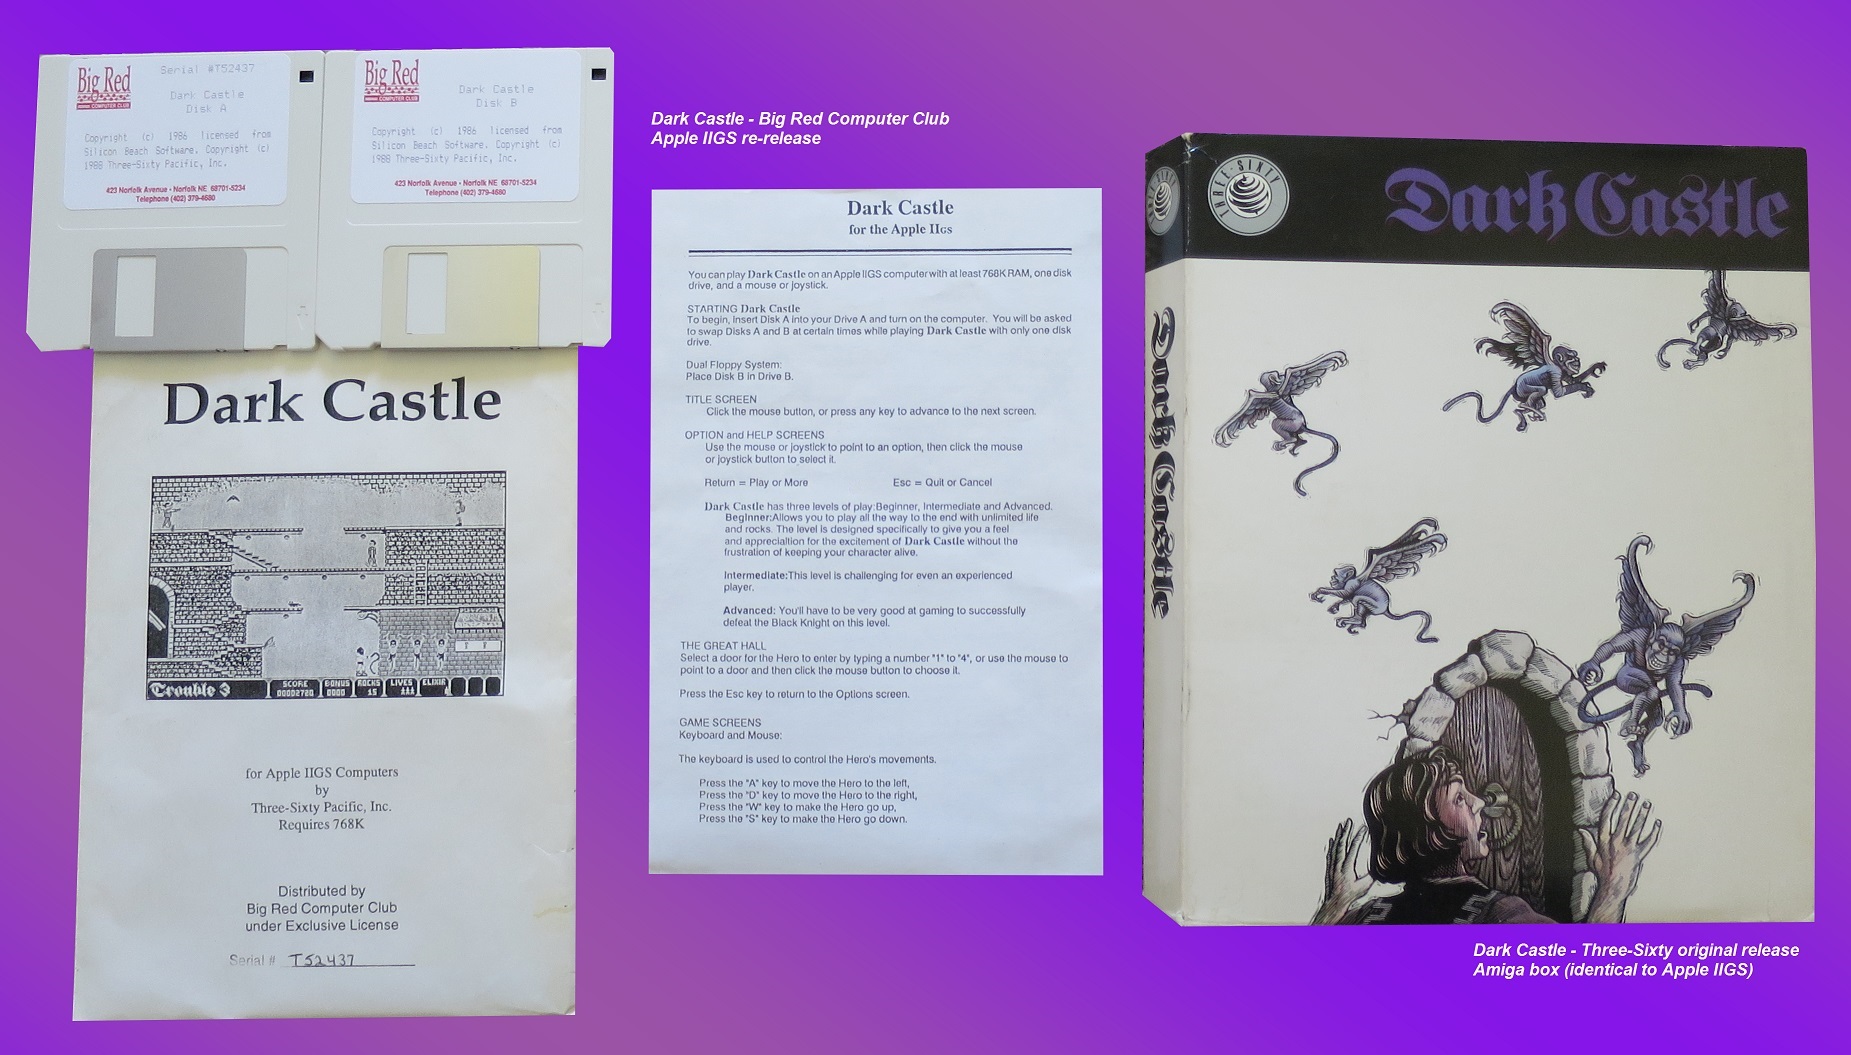 Big Red
COMPUTER CLUB
Serial #T52437
Dark Castle
Disk A
Copyright (c) 1986 licensed from
Silicon Beach Software. Copyright (c)
1988 Three-Sixty Pacific, Inc.
423 Norfolk Avenue • Norfolk NE 68701-5234
Telephone (402) 379-4680
Big Red
COMPUTER CLUB
Dark Castle
Disk B
Copyright (c) 1986 licensed from
Silicon Beach Software. Copyright (c)
1988 Three-Sixty Pacific, Inc.
423 Norfolk Avenue • Norfolk NE 68701-5234
Telephone (402) 379-4680
Dark Castle
Trouble 3
SCORE
00002720
BONUS
0000
ROCKS
15
LIVES
ELIXIR
for Apple IIGS Computers
by
Three-Sixty Pacific, Inc.
Requires 768K
Distributed by
Big Red Computer Club
under Exclusive License
Serial # T52437
Dark Castle - Big Red Computer Club
Apple IIGS re-release
Dark Castle
for the Apple IIGS
You can play Dark Castle on an Apple IIGS computer with at least 768K RAM, one disk
drive, and a mouse or joystick.
STARTING Dark Castle
To begin, insert Disk A into your Drive A and turn on the computer. You will be asked
to swap Disks A and B at certain times while playing Dark Castle with only one disk
drive.
Dual Floppy System:
Place Disk B in Drive B.
TITLE SCREEN
Click the mouse button, or press any key to advance to the next screen.
OPTION and HELP SCREENS
Use the mouse or joystick to point to an option, then click the mouse
or joystick button to select it.
Return = Play or More Esc = Quit or Cancel
Dark Castle has three levels of play:Beginner, Intermediate and Advanced.
Beginner:Allows you to play all the way to the end with unlimited life
and rocks. The level is designed specifically to give you a feel
and appreciaItion for the excitement of Dark Castle without the
frustration of keeping your character alive.
Intermediate:This level is challenging for even an experienced
player.
Advanced: You'll have to be very good at gaming to successfully
defeat the Black Knight on this level.
THE GREAT HALL
Select a door for the Hero to enter by typing a number "1" to "4", or use the mouse to
point to a door and then click the mouse button to choose it.
Press the Esc key to return to the Options screen.
GAME SCREENS
Keyboard and Mouse:
The keyboard is used to control the Hero's movements.
Press the "A" key to move the Hero to the left,
Press the "D" key to move the Hero to the right,
Press the "W" key to make the Hero go up,
Press the "S" key to make the Hero go down.
THREE-SIXTY
Dark Castle
Dark Castle
Dark Castle - Three-Sixty original release
Amiga box (identical to Apple IIGS)